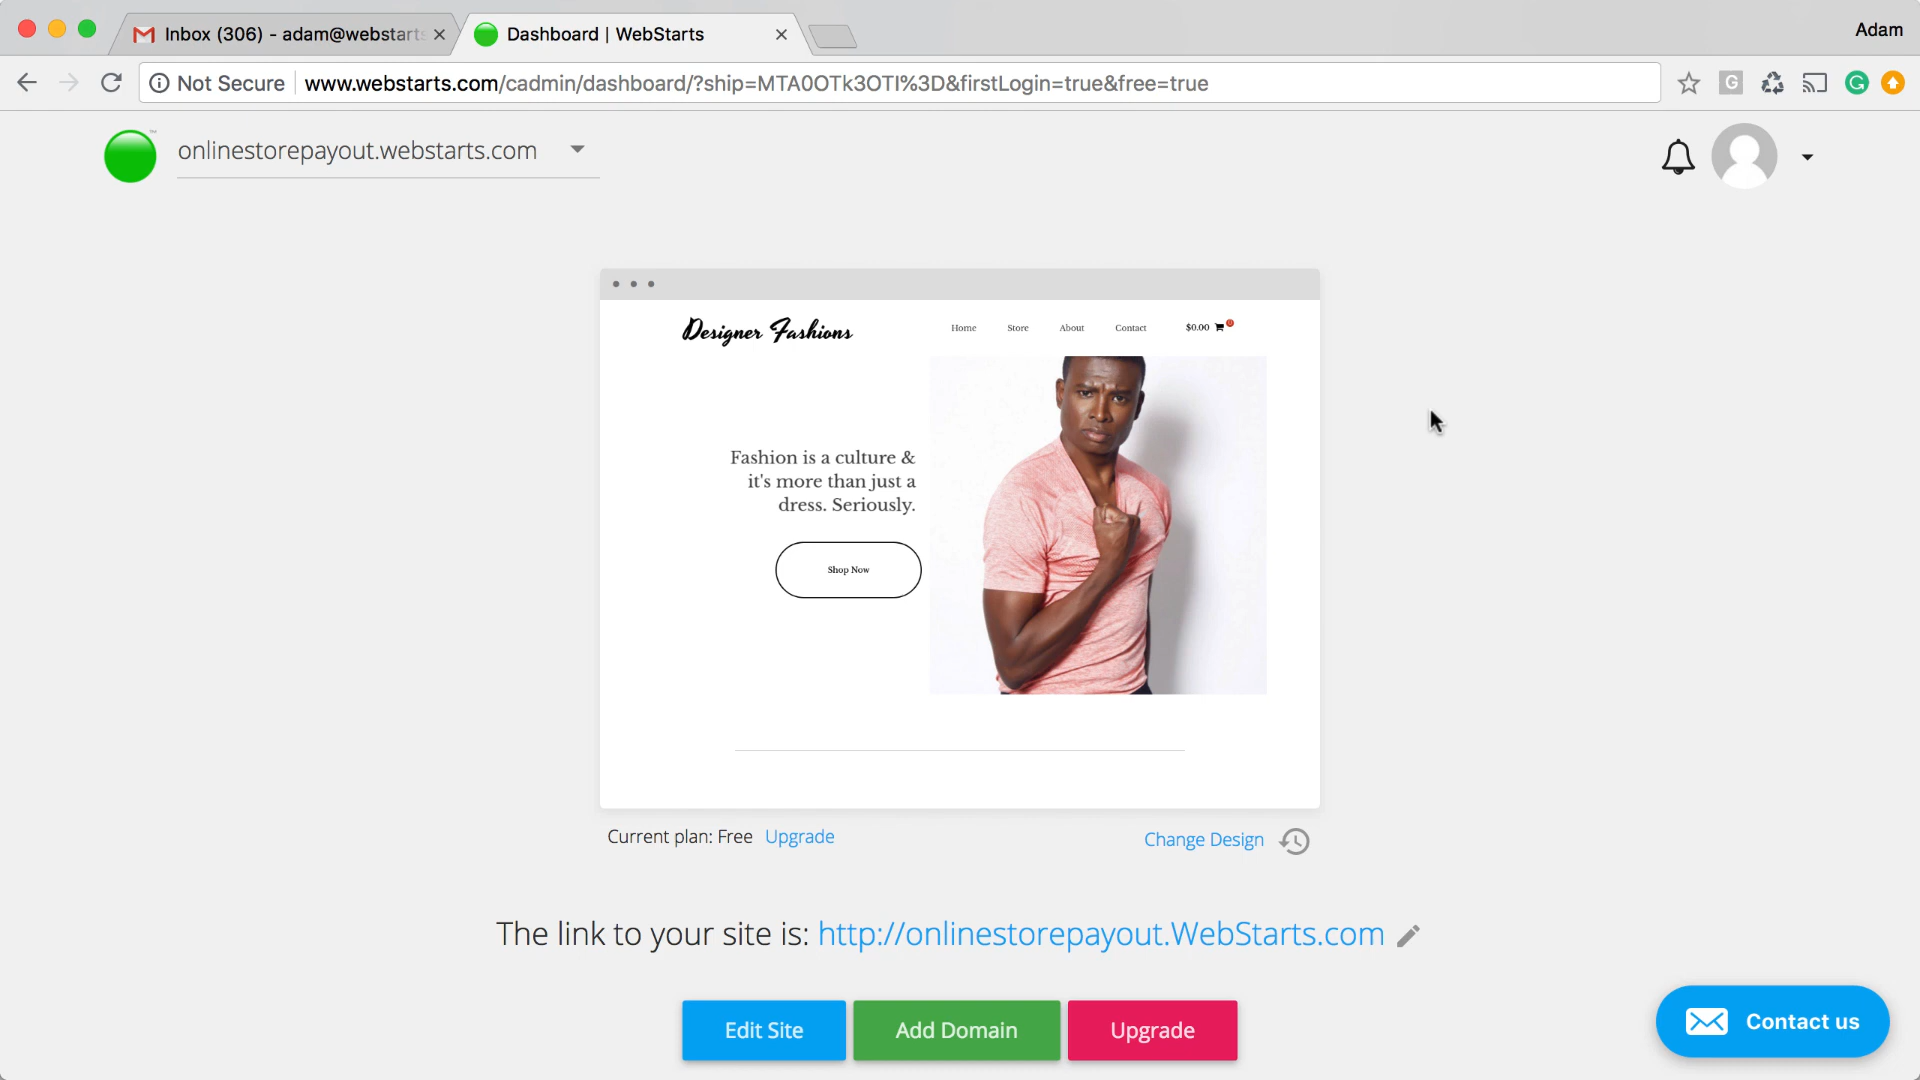 Adam
Inbox (306) - adam@webstarts
Dashboard | WebStarts
Not Secure
www.webstarts.com/cadmin/dashboard/?ship=MTA0OTk3OTI%3D&firstLogin=true&free=true
onlinestorepayout.webstarts.com
Designer Fashions
Home
Store
About
Contact
$0.00
0
Fashion is a culture &
it's more than just a
dress. Seriously.
Shop Now
Current plan: Free Upgrade
Change Design
The link to your site is: http://onlinestorepayout.WebStarts.com
Edit Site
Add Domain
Upgrade
Contact us